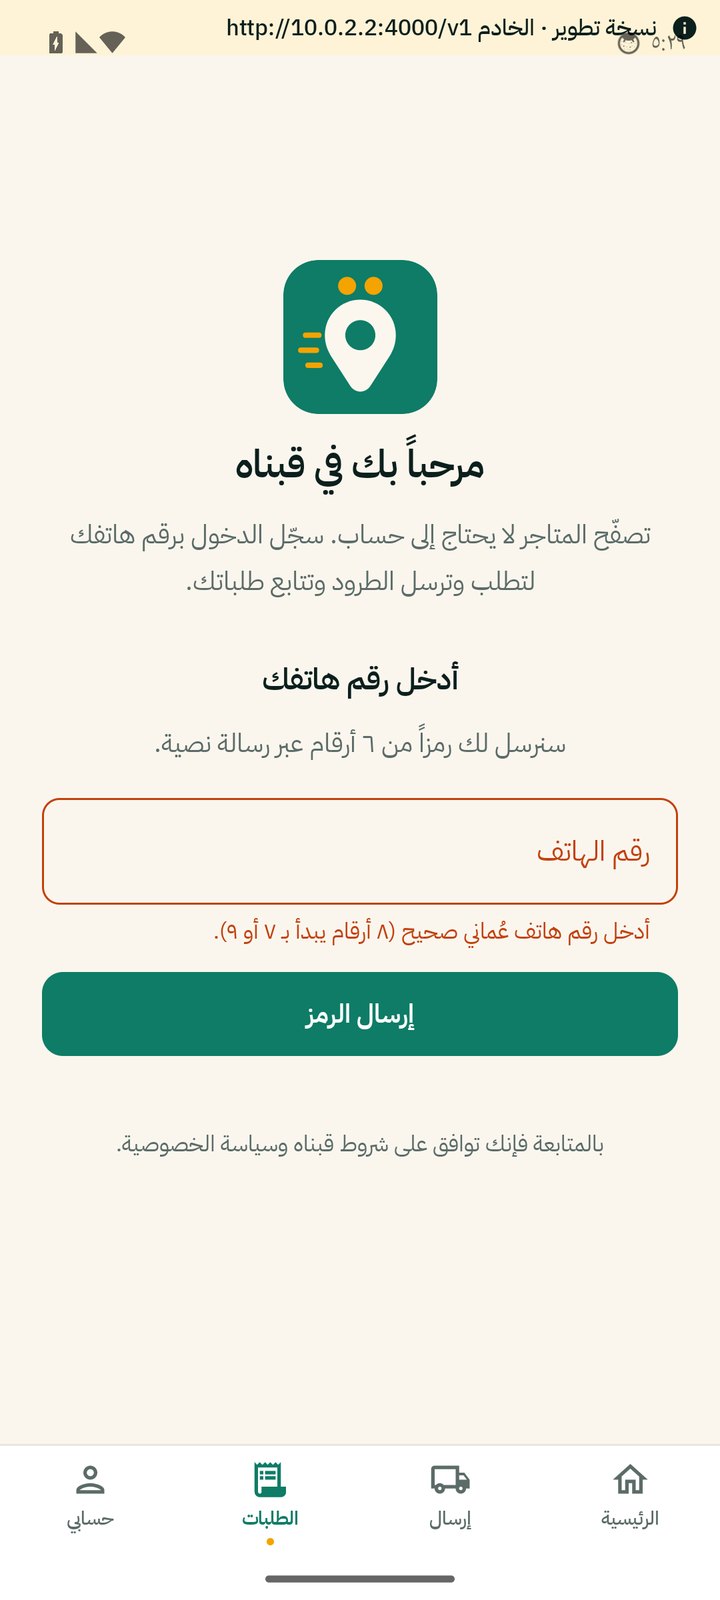 نسخة تطوير · الخادم http://10.0.2.2:4000/v1
٥:٢٩
مرحباً بك في قبناه
تصفّح المتاجر لا يحتاج إلى حساب. سجّل الدخول برقم هاتفك
لتطلب وترسل الطرود وتتابع طلباتك.
أدخل رقم هاتفك
سنرسل لك رمزاً من ٦ أرقام عبر رسالة نصية.
رقم الهاتف
أدخل رقم هاتف عُماني صحيح (٨ أرقام يبدأ بـ ٧ أو ٩).
إرسال الرمز
بالمتابعة فإنك توافق على شروط قبناه وسياسة الخصوصية.
الرئيسية
إرسال
الطلبات
حسابي